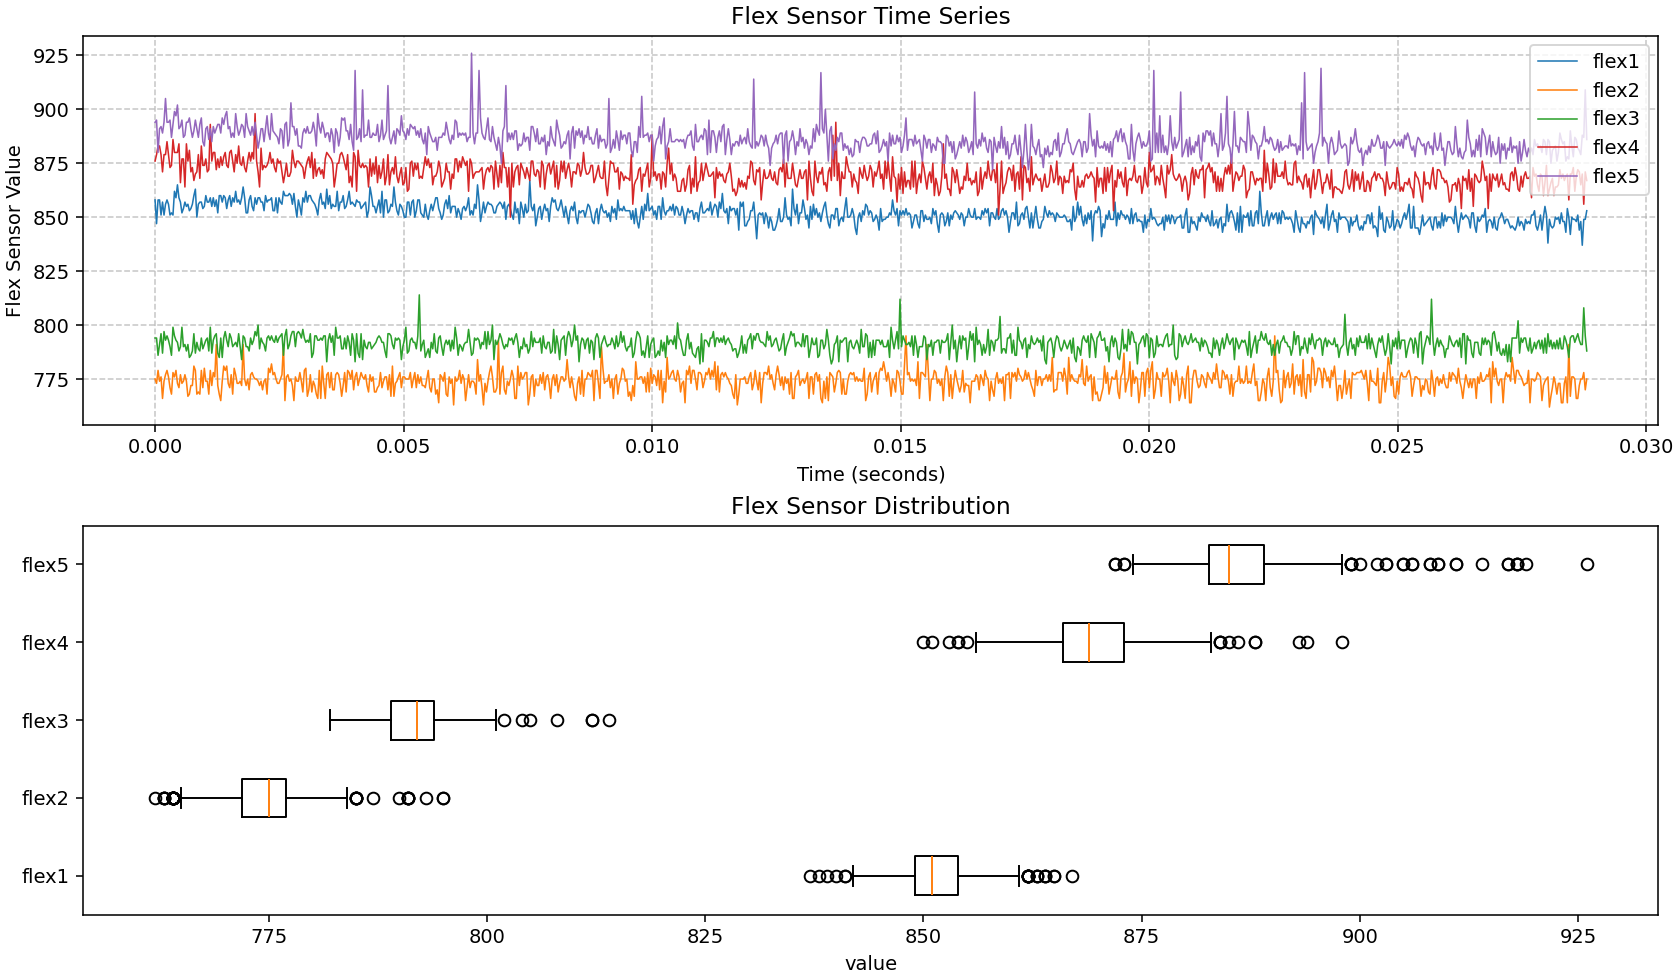 Flex Sensor Time Series
Flex Sensor Value
925
900
875
850
825
800
775
flex1
flex2
flex3
flex4
flex5
0.000 0.005 0.010 0.015 0.020 0.025 0.030
Time (seconds)
Flex Sensor Distribution
flex5
flex4
flex3
flex2
flex1
775 800 825 850 875 900 925
value